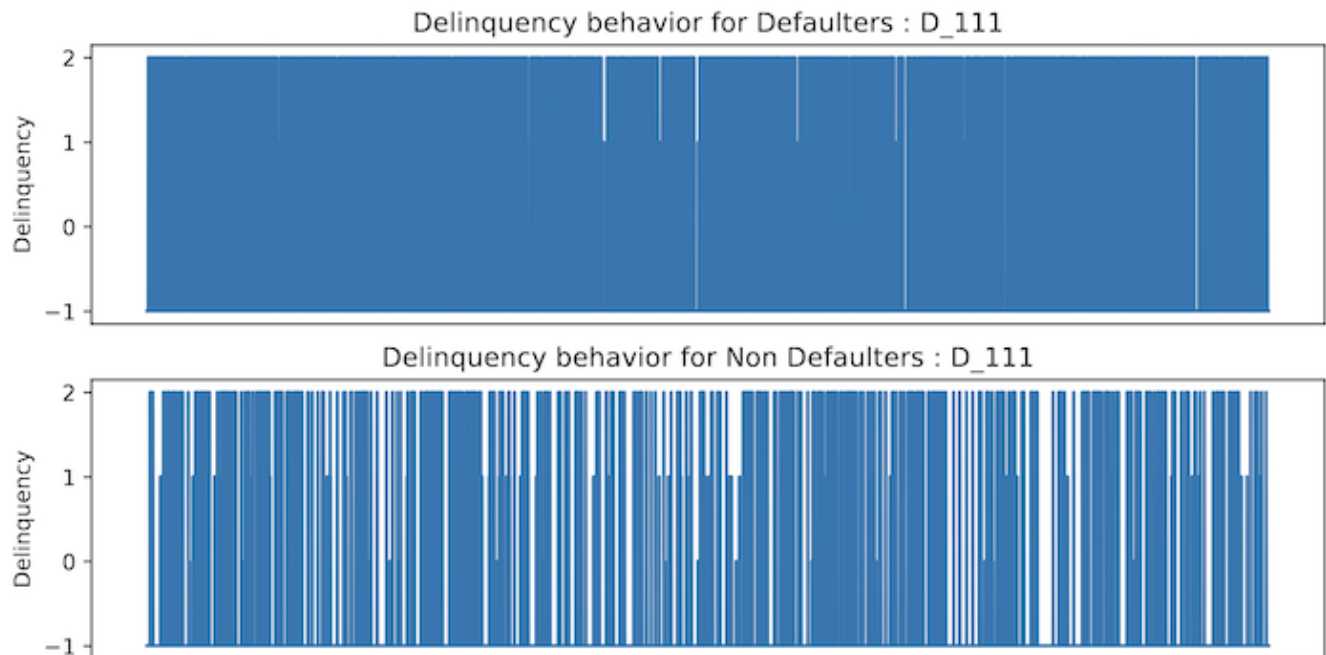 Delinquency behavior for Defaulters : D_111
2
1
0
−1
Delinquency
Delinquency behavior for Non Defaulters : D_111
2
1
0
−1
Delinquency